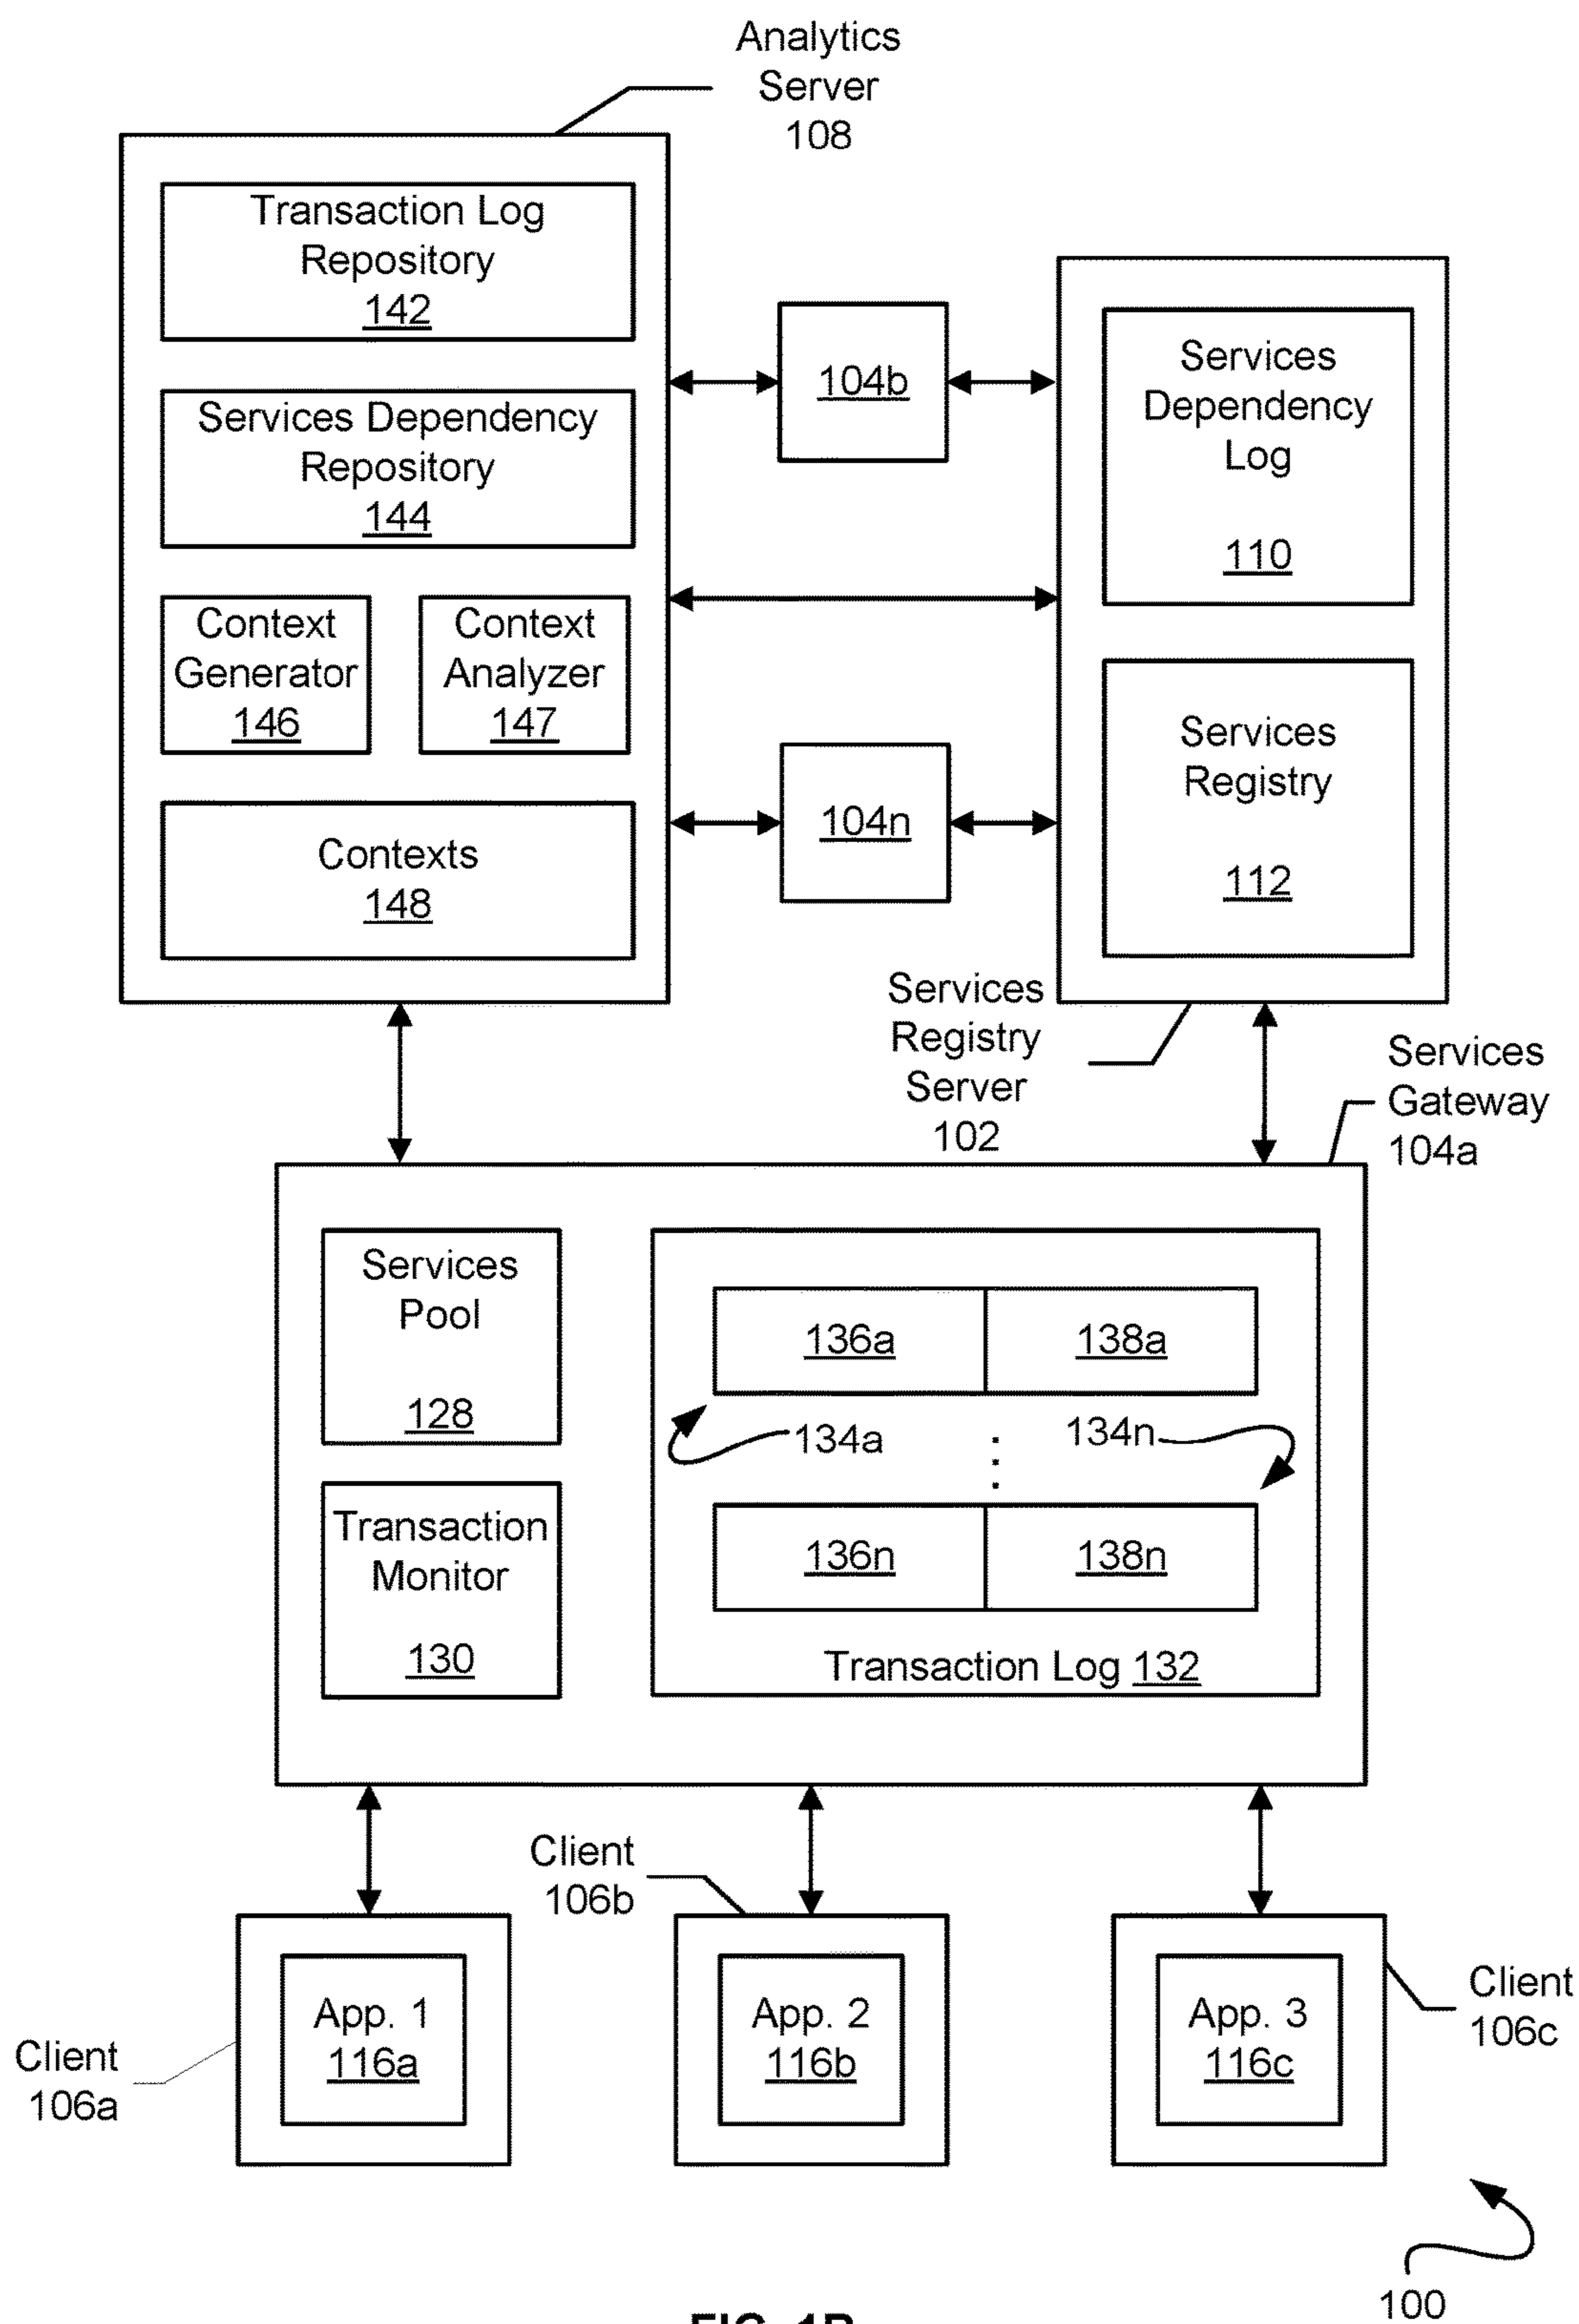 Analytics
Server
108
Transaction Log
Repository
142
Services Dependency
Repository
144
Context
Generator
146
Context
Analyzer
147
Contexts
148
104b
104n
Services
Dependency
Log
110
Services
Registry
112
Services
Registry
Server
102
Services
Gateway
104a
Services
Pool
128
Transaction
Monitor
130
136a
138a
134a
134n
136n
138n
Transaction Log 132
Client
106b
App. 1
116a
App. 2
116b
App. 3
116c
Client
106a
Client
106c
100
FIG. 1B